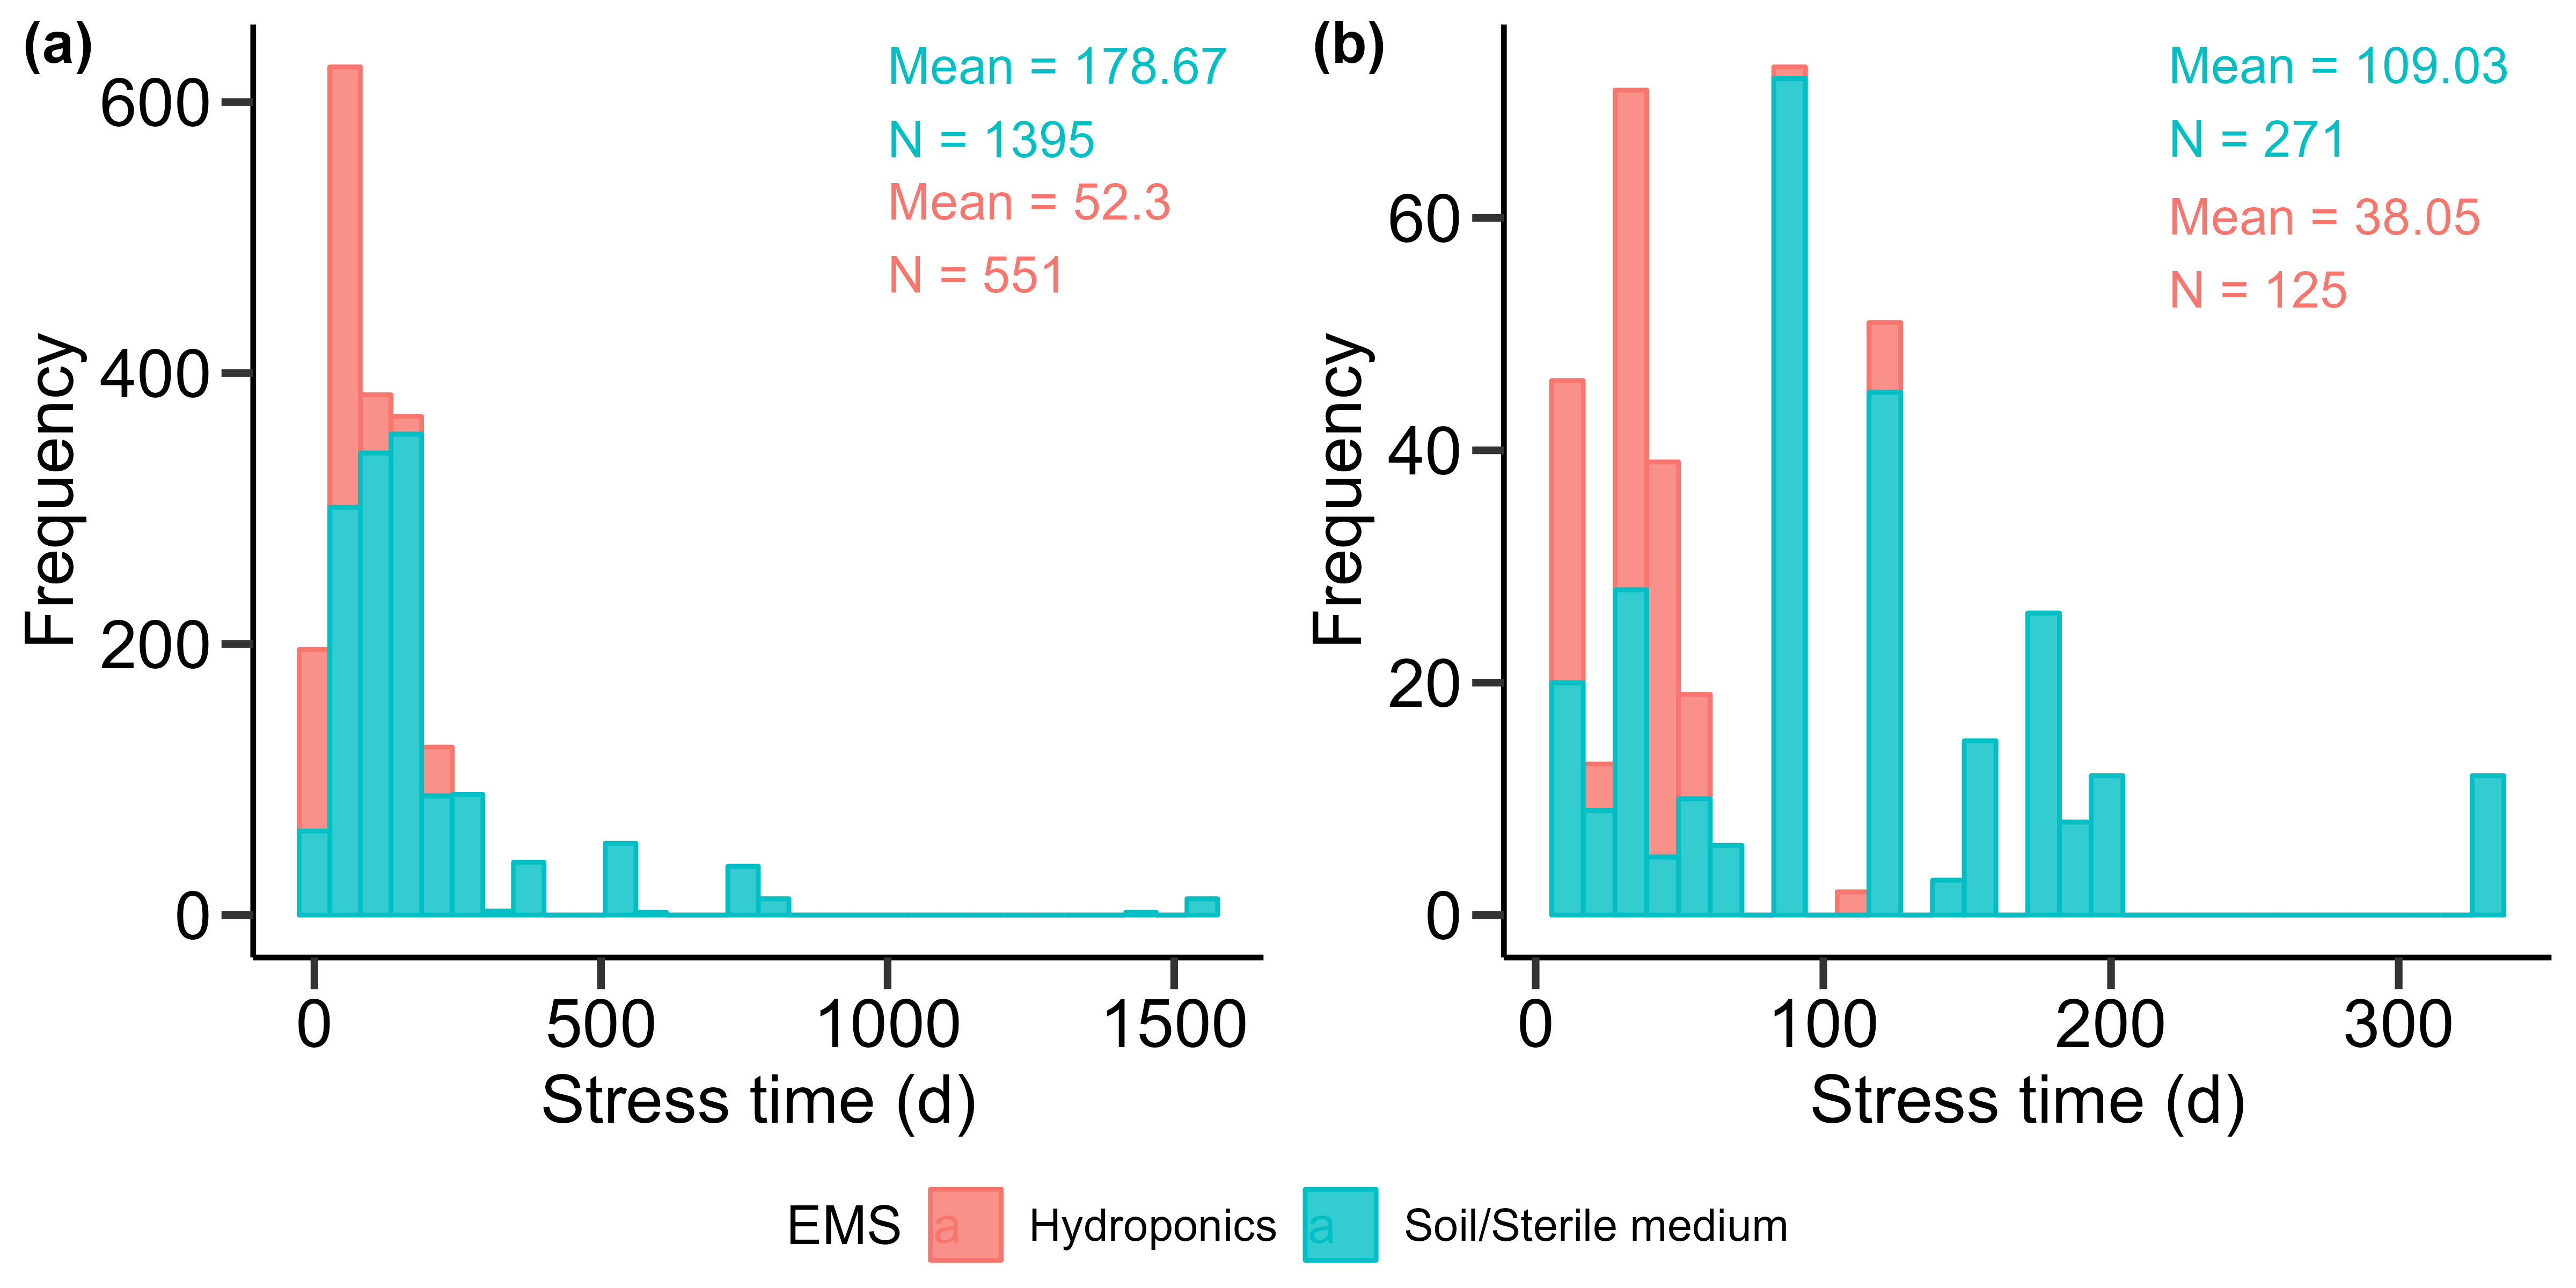 (a)
Mean = 178.67
N = 1395
Mean = 52.3
N = 551
600
400
200
0
Frequency
0 500 1000 1500
Stress time (d)
(b)
Mean = 109.03
N = 271
Mean = 38.05
N = 125
60
40
20
0
Frequency
0 100 200 300
Stress time (d)
EMS a Hydroponics a Soil/Sterile medium